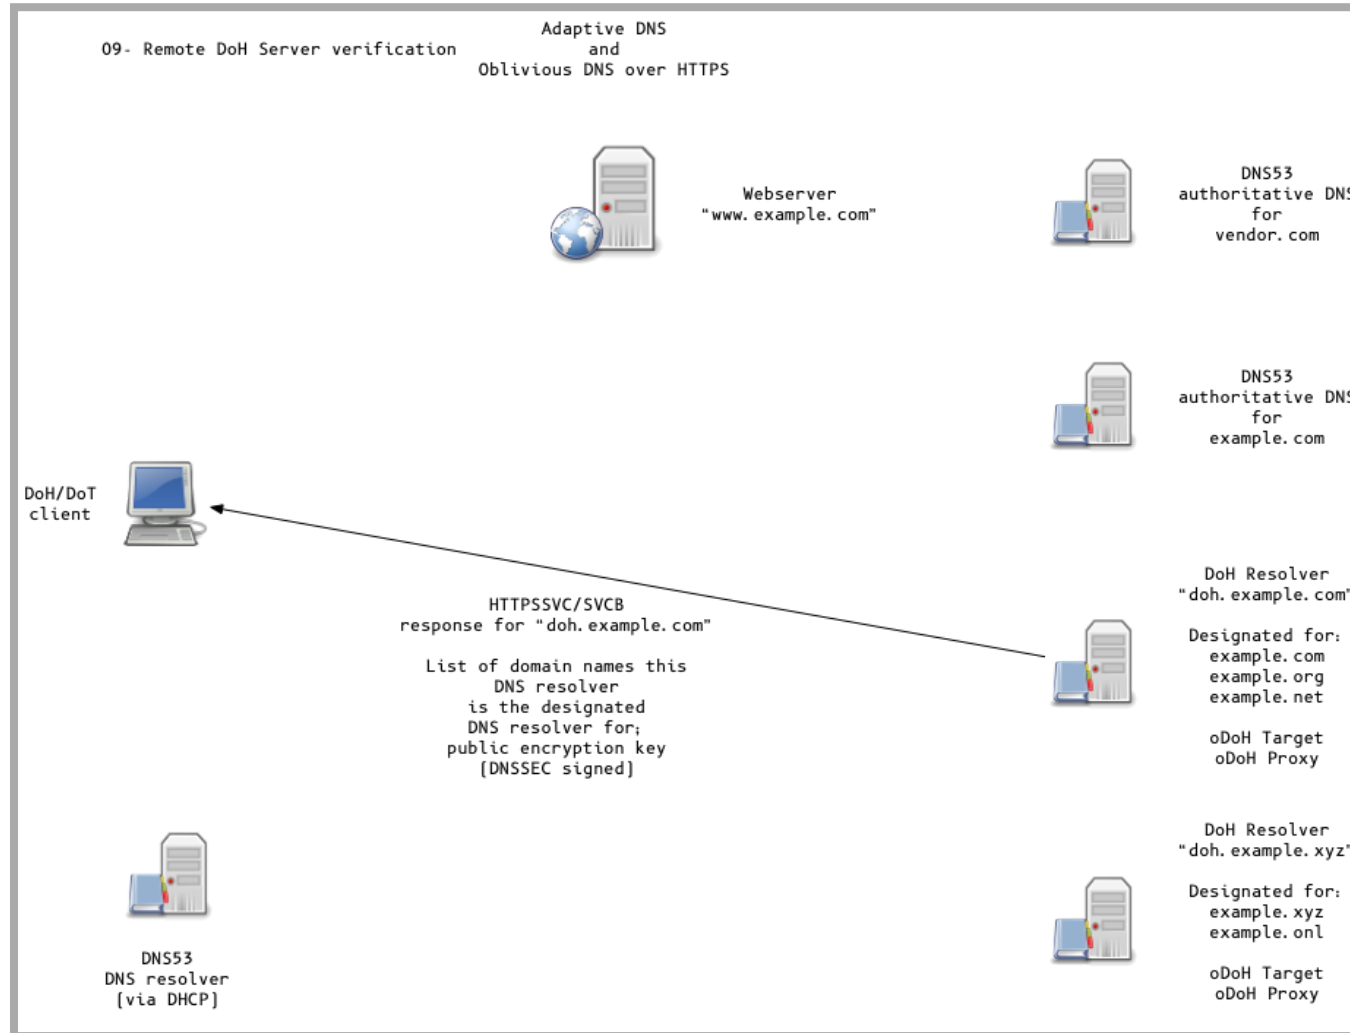 09- Remote DoH Server verification
Adaptive DNS
and
Oblivious DNS over HTTPS
Webserver
"www.example.com"
DNS53
authoritative DNS
for
vendor.com
DNS53
authoritative DNS
for
example.com
DoH/DoT
client
HTTPSSVC/SVCB
response for "doh.example.com"
List of domain names this
DNS resolver
is the designated
DNS resolver for;
public encryption key
[DNSSEC signed]
DoH Resolver
"doh.example.com"
Designated for:
example.com
example.org
example.net
oDoH Target
oDoH Proxy
DoH Resolver
"doh.example.xyz"
Designated for:
example.xyz
example.onl
oDoH Target
oDoH Proxy
DNS53
DNS resolver
[via DHCP]